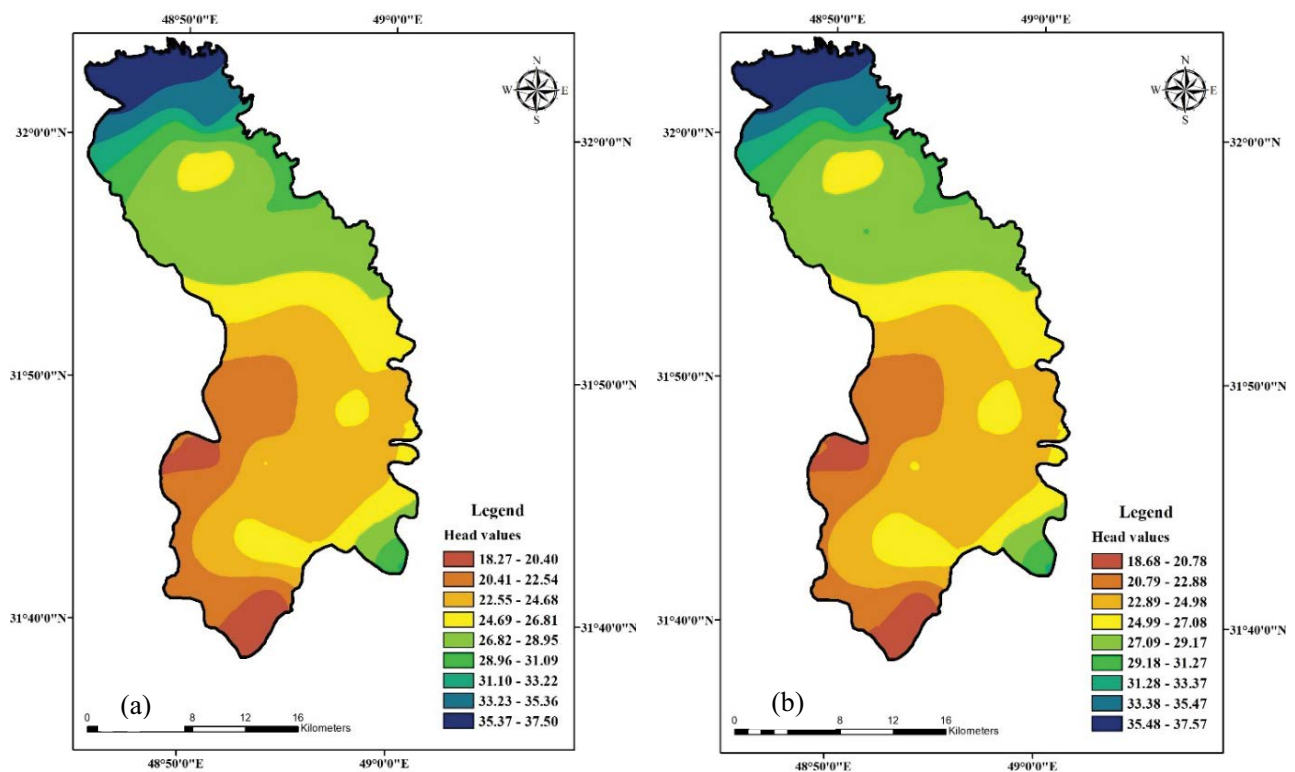 48°50'0"E 49°0'0"E
N
W E
S
32°0'0"N
32°0'0"N
31°50'0"N
31°50'0"N
31°40'0"N
31°40'0"N
Legend
Head values
18.27 - 20.40
20.41 - 22.54
22.55 - 24.68
24.69 - 26.81
26.82 - 28.95
28.96 - 31.09
31.10 - 33.22
33.23 - 35.36
35.37 - 37.50
(a)
0 8 12 16
Kilometers
48°50'0"E 49°0'0"E
48°50'0"E 49°0'0"E
N
W E
S
32°0'0"N
32°0'0"N
31°50'0"N
31°50'0"N
31°40'0"N
31°40'0"N
Legend
Head values
18.68 - 20.78
20.79 - 22.88
22.89 - 24.98
24.99 - 27.08
27.09 - 29.17
29.18 - 31.27
31.28 - 33.37
33.38 - 35.47
35.48 - 37.57
(b)
0 4 8 12 16
Kilometers
48°50'0"E 49°0'0"E